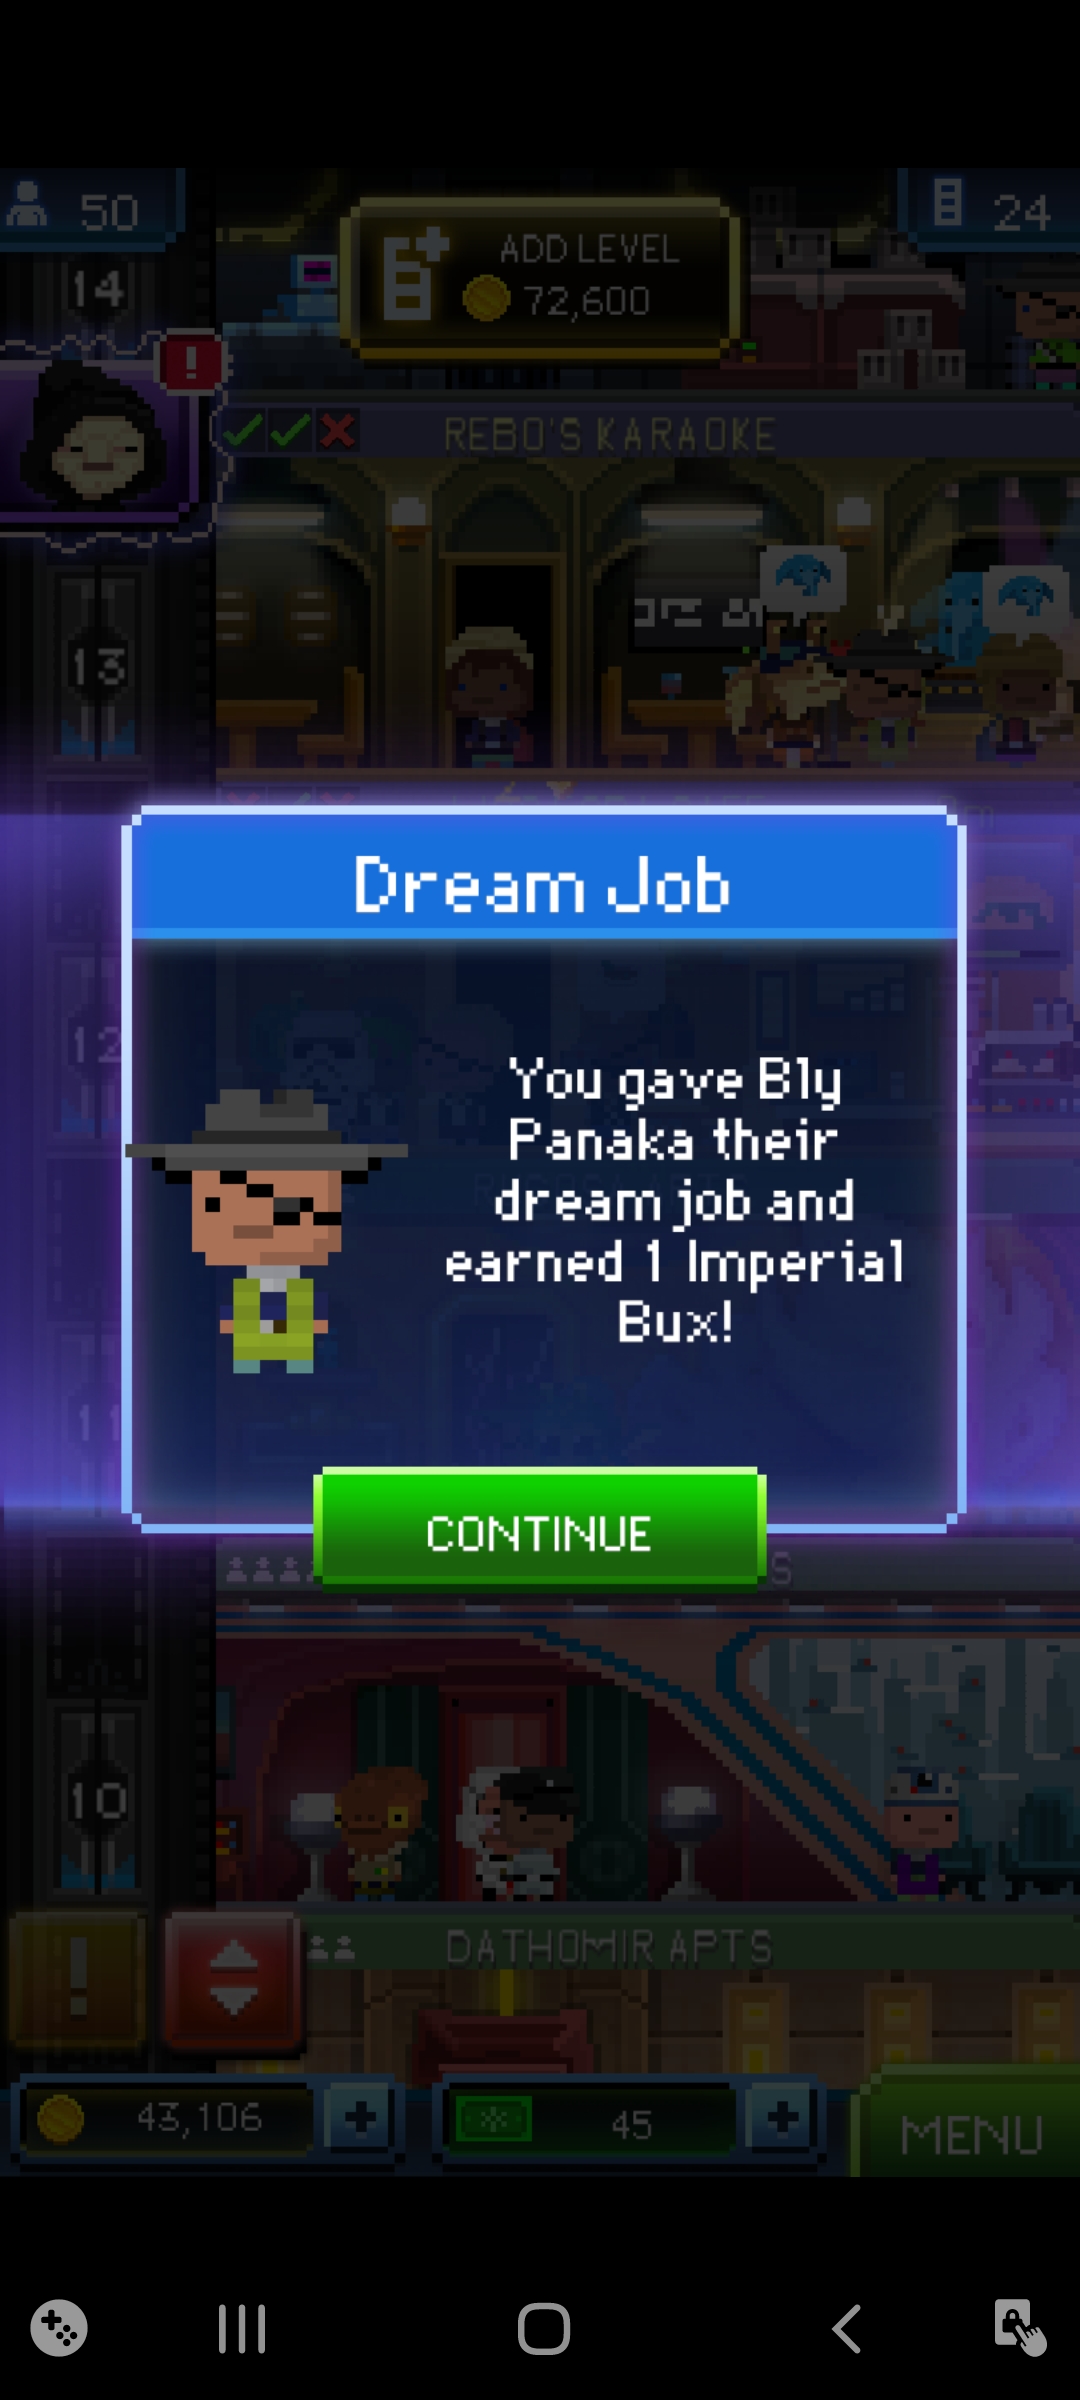 50
ADD LEVEL
72,600
24
14
REBO'S KARAOKE
13
12
Dream Job
You gave Bly
Panaka their
dream job and
earned 1 Imperial
Bux!
11
CONTINUE
10
DATHOMIR APTS
43,106
45
MENU